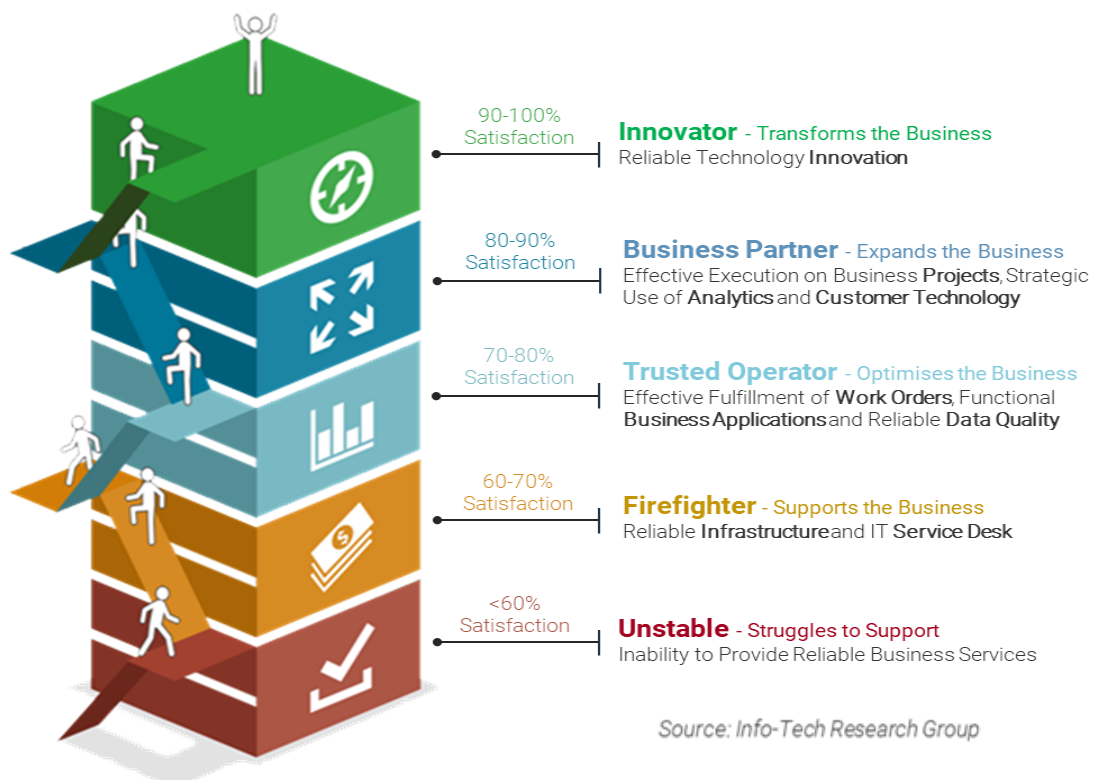 90-100%
Satisfaction
Innovator - Transforms the Business
Reliable Technology Innovation
80-90%
Satisfaction
Business Partner - Expands the Business
Effective Execution on Business Projects, Strategic
Use of Analytics and Customer Technology
70-80%
Satisfaction
Trusted Operator - Optimises the Business
Effective Fulfillment of Work Orders, Functional
Business Applications and Reliable Data Quality
60-70%
Satisfaction
Firefighter - Supports the Business
Reliable Infrastructure and IT Service Desk
$
<60%
Satisfaction
Unstable - Struggles to Support
Inability to Provide Reliable Business Services
Source: Info-Tech Research Group